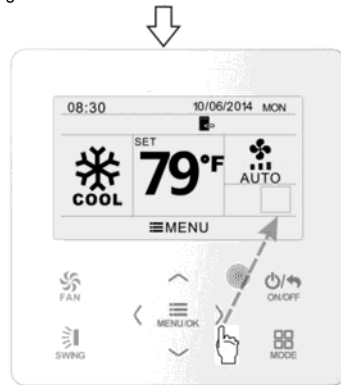 08:30 10/06/2014 MON
SET
79°F
COOL
AUTO
MENU
FAN
ON/OFF
MENU/OK
SWING
MODE